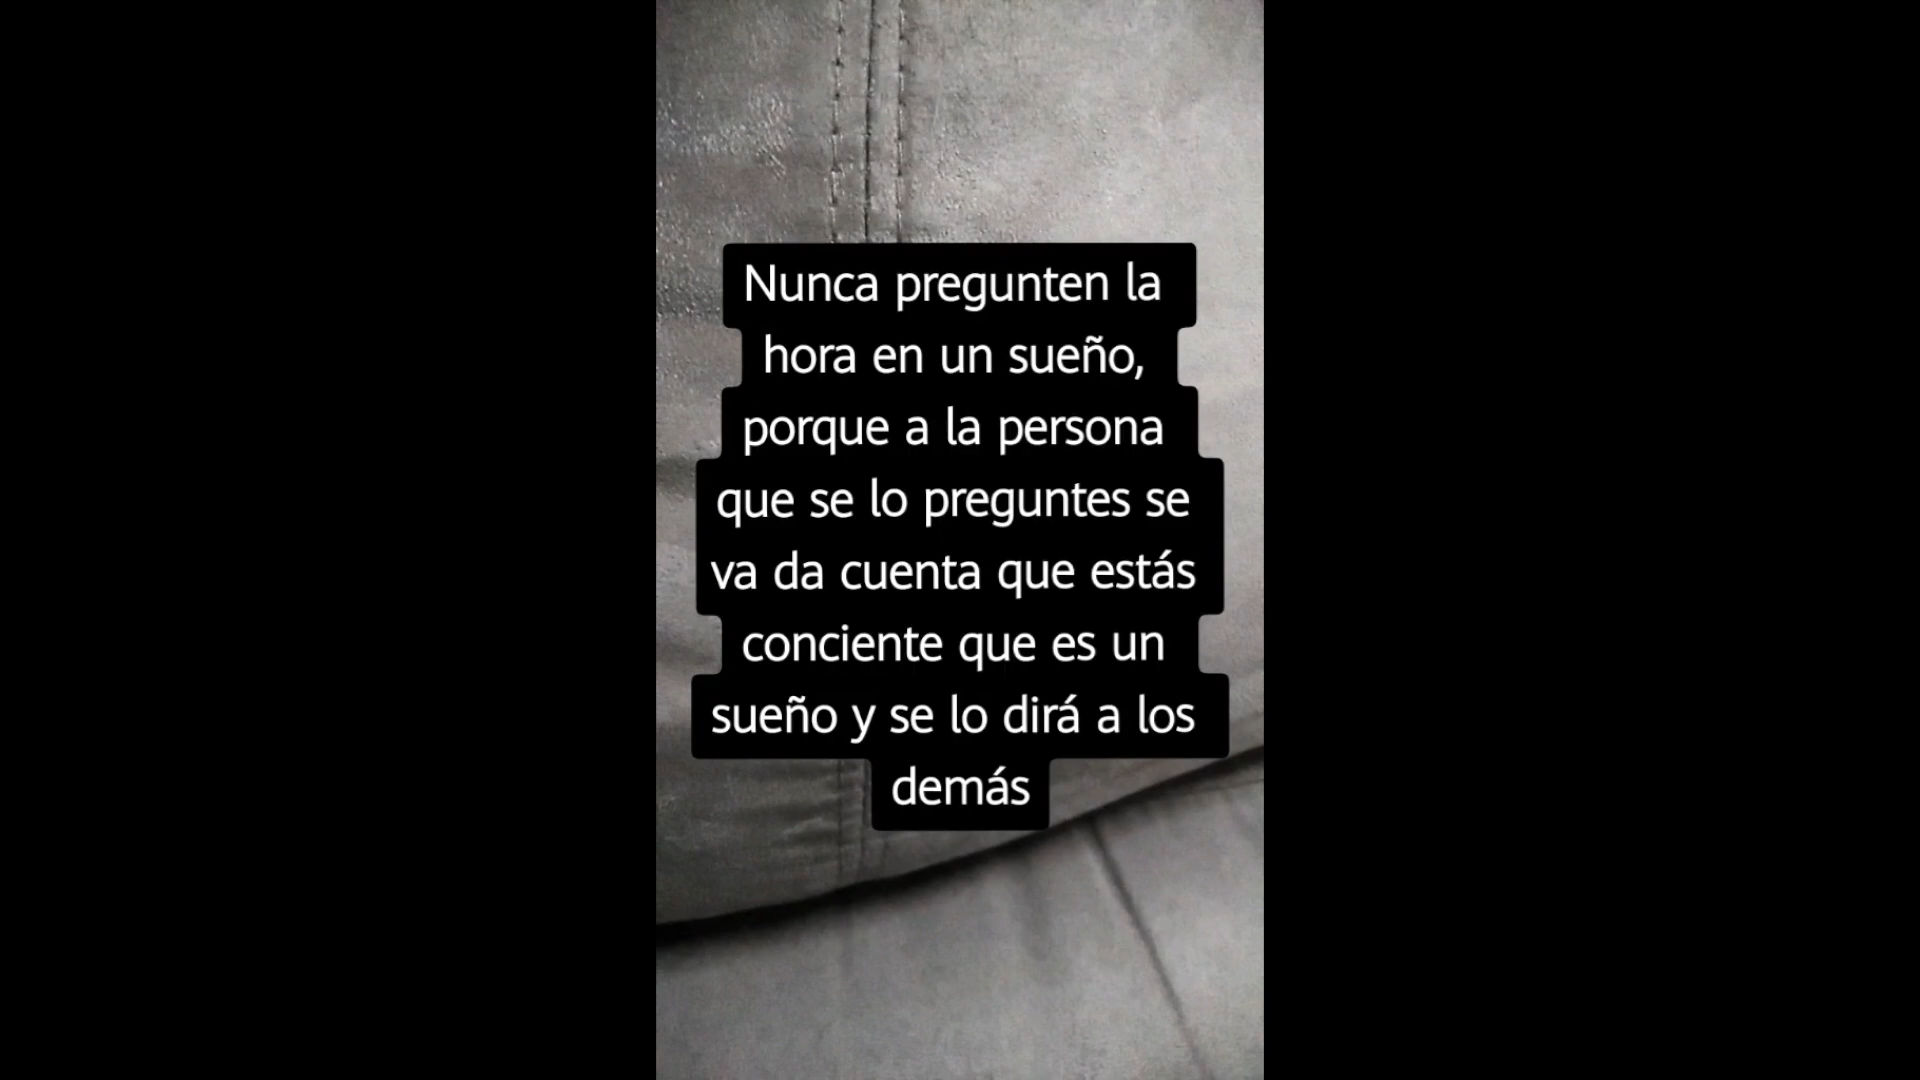 Nunca pregunten la
hora en un sueño,
porque a la persona
que se lo preguntes se
va da cuenta que estás
conciente que es un
sueño y se lo dirá a los
demás